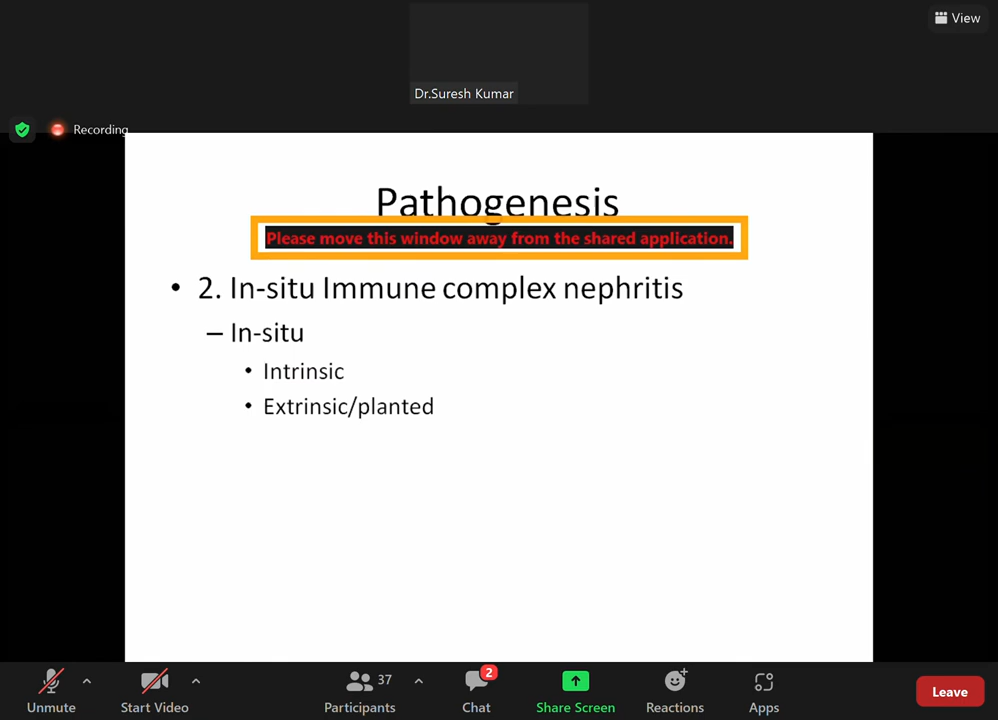 View
Dr.Suresh Kumar
Recording
Pathogenesis
Please move this window away from the shared application.
• 2. In-situ Immune complex nephritis
– In-situ
• Intrinsic
• Extrinsic/planted
37
2
Unmute
Start Video
Participants
Chat
Share Screen
Reactions
Apps
Leave